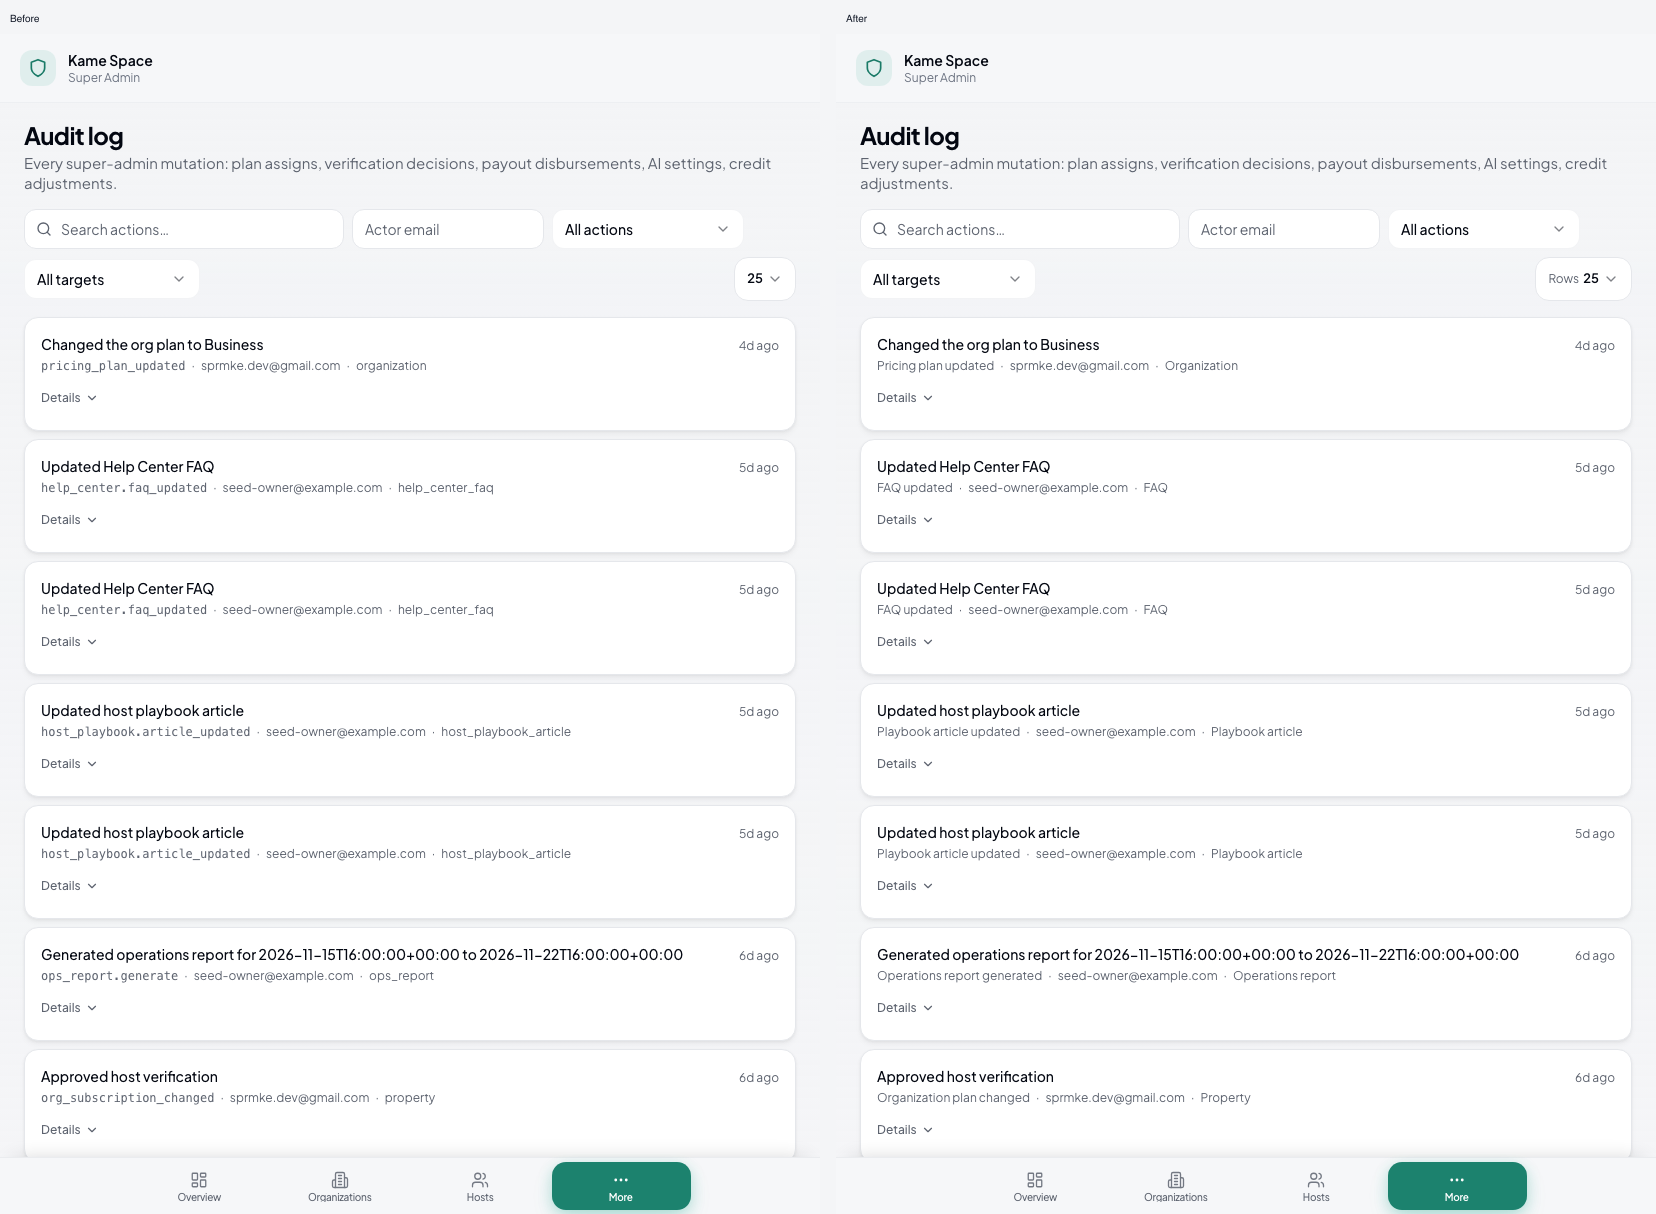 Before
Kame Space
Super Admin
Audit log
Every super-admin mutation: plan assigns, verification decisions, payout disbursements, AI settings, credit
adjustments.
Search actions... Actor email All actions
All targets 25
Changed the org plan to Business 4d ago
pricing_plan_updated · sprmke.dev@gmail.com · organization
Details
Updated Help Center FAQ 5d ago
help_center.faq_updated · seed-owner@example.com · help_center_faq
Details
Updated Help Center FAQ 5d ago
help_center.faq_updated · seed-owner@example.com · help_center_faq
Details
Updated host playbook article 5d ago
host_playbook.article_updated · seed-owner@example.com · host_playbook_article
Details
Updated host playbook article 5d ago
host_playbook.article_updated · seed-owner@example.com · host_playbook_article
Details
Generated operations report for 2026-11-15T16:00:00+00:00 to 2026-11-22T16:00:00+00:00 6d ago
ops_report.generate · seed-owner@example.com · ops_report
Details
Approved host verification 6d ago
org_subscription_changed · sprmke.dev@gmail.com · property
Details
Overview Organizations Hosts More
After
Kame Space
Super Admin
Audit log
Every super-admin mutation: plan assigns, verification decisions, payout disbursements, AI settings, credit
adjustments.
Search actions... Actor email All actions
All targets Rows 25
Changed the org plan to Business 4d ago
Pricing plan updated · sprmke.dev@gmail.com · Organization
Details
Updated Help Center FAQ 5d ago
FAQ updated · seed-owner@example.com · FAQ
Details
Updated Help Center FAQ 5d ago
FAQ updated · seed-owner@example.com · FAQ
Details
Updated host playbook article 5d ago
Playbook article updated · seed-owner@example.com · Playbook article
Details
Updated host playbook article 5d ago
Playbook article updated · seed-owner@example.com · Playbook article
Details
Generated operations report for 2026-11-15T16:00:00+00:00 to 2026-11-22T16:00:00+00:00 6d ago
Operations report generated · seed-owner@example.com · Operations report
Details
Approved host verification 6d ago
Organization plan changed · sprmke.dev@gmail.com · Property
Details
Overview Organizations Hosts More